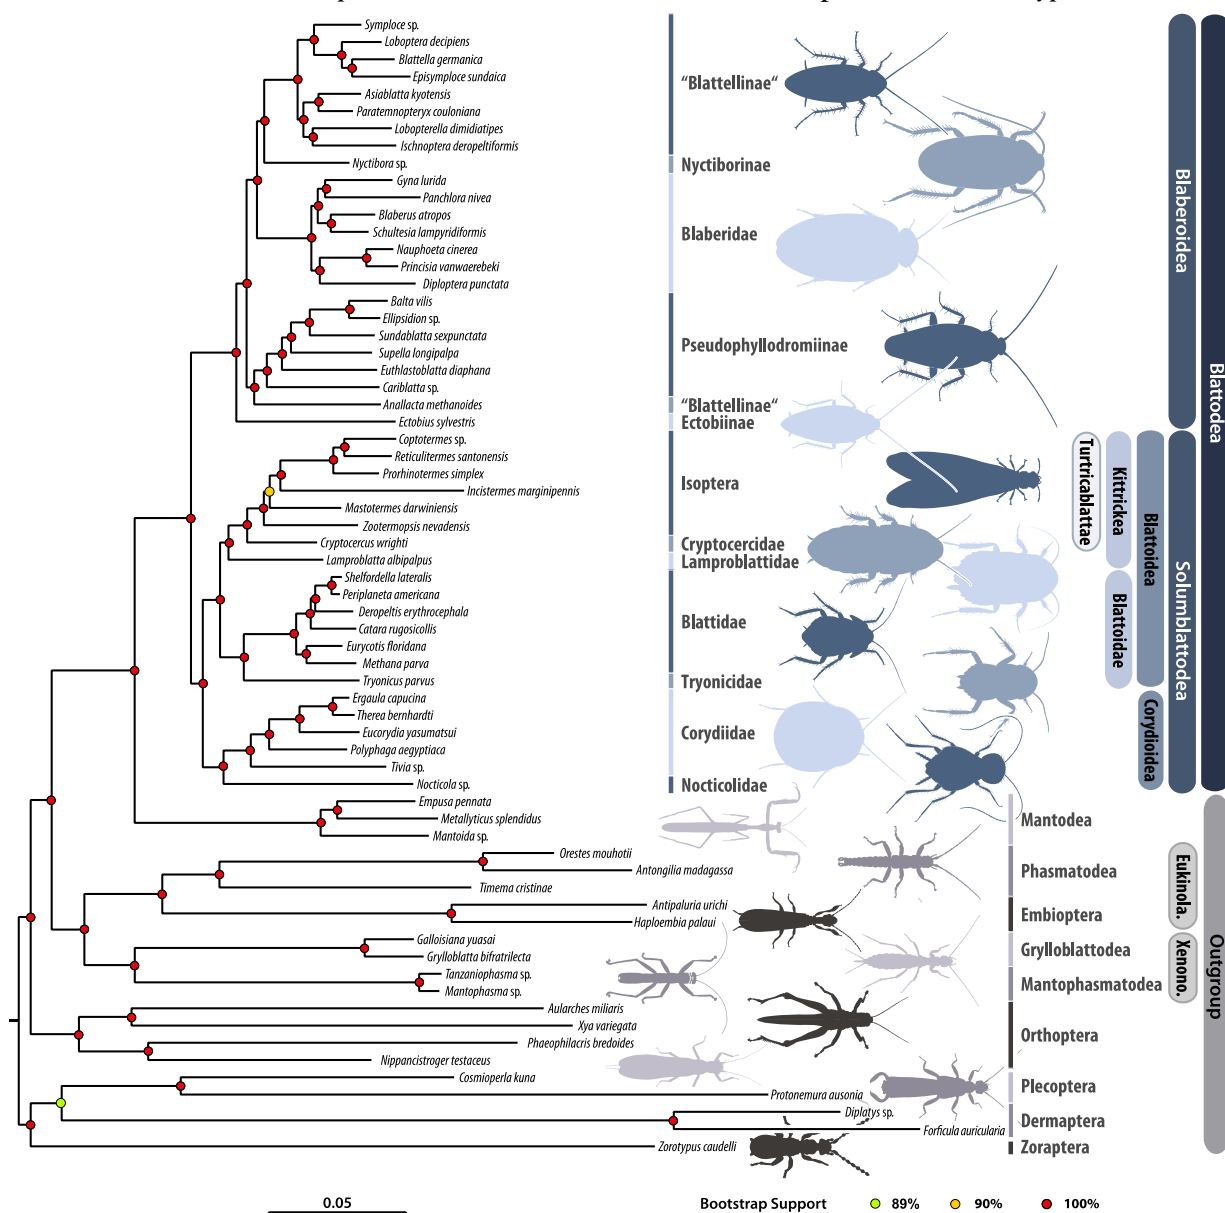 Symploce sp.
Loboptera decipiens
Blattella germanica
Episymploce sundaica
Asiablatta kyotensis
Paratemnopteryx couloniana
Lobopterella dimidiatipes
Ischnoptera deropeltiformis
Nyctibora sp.
Gyna lurida
Panchlora nivea
Blaberus atropos
Schultesia lampyridiformis
Nauphoeta cinerea
Princisia vanwaerebeki
Diploptera punctata
Balta vilis
Ellipsidion sp.
Sundablatta sexpunctata
Supella longipalpa
Euthlastoblatta diaphana
Cariblatta sp.
Anallacta methanoides
Ectobius sylvestris
Coptotermes sp.
Reticulitermes santonensis
Prorhinotermes simplex
Incistermes marginipennis
Mastotermes darwiniensis
Zootermopsis nevadensis
Cryptocercus wrighti
Lamproblatta albipalpus
Shelfordella lateralis
Periplaneta americana
Deropeltis erythrocephala
Catara rugosicollis
Eurycotis floridana
Methana parva
Tryonicus parvus
Ergaula capucina
Therea bernhardti
Eucorydia yasumatsui
Polyphaga aegyptiaca
Tivia sp.
Nocticola sp.
Empusa pennata
Metallyticus splendidus
Mantoida sp.
Orestes mouhotii
Antongilia madagassa
Timema cristinae
Antipaluria urichi
Haploembia palaui
Galloisiana yuasai
Grylloblatta bifratrilecta
Tanzaniophasma sp.
Mantophasma sp.
Aularches miliaris
Xya variegata
Phaeophilacris bredoides
Nippancistroger testaceus
Cosmioperla kuna
Protonemura ausonia
Diplatys sp.
Forficula auricularia
Zorotypus caudelli
"Blattellinae"
Nyctiborinae
Blaberidae
Pseudophyllodromiinae
"Blattellinae"
Ectobiinae
Isoptera
Cryptocercidae
Lamproblattidae
Blattidae
Tryonicidae
Corydiidae
Nocticolidae
Mantodea
Phasmatodea
Embioptera
Grylloblattodea
Mantophasmatodea
Orthoptera
Plecoptera
Dermaptera
Zoraptera
Turtricablattae
Kittrickea
Blattoidae
Blattoidea
Corydioidea
Blaberoidea
Solumblattodea
Blattodea
Eukinola.
Xenono.
Outgroup
0.05
Bootstrap Support 89% 90% 100%